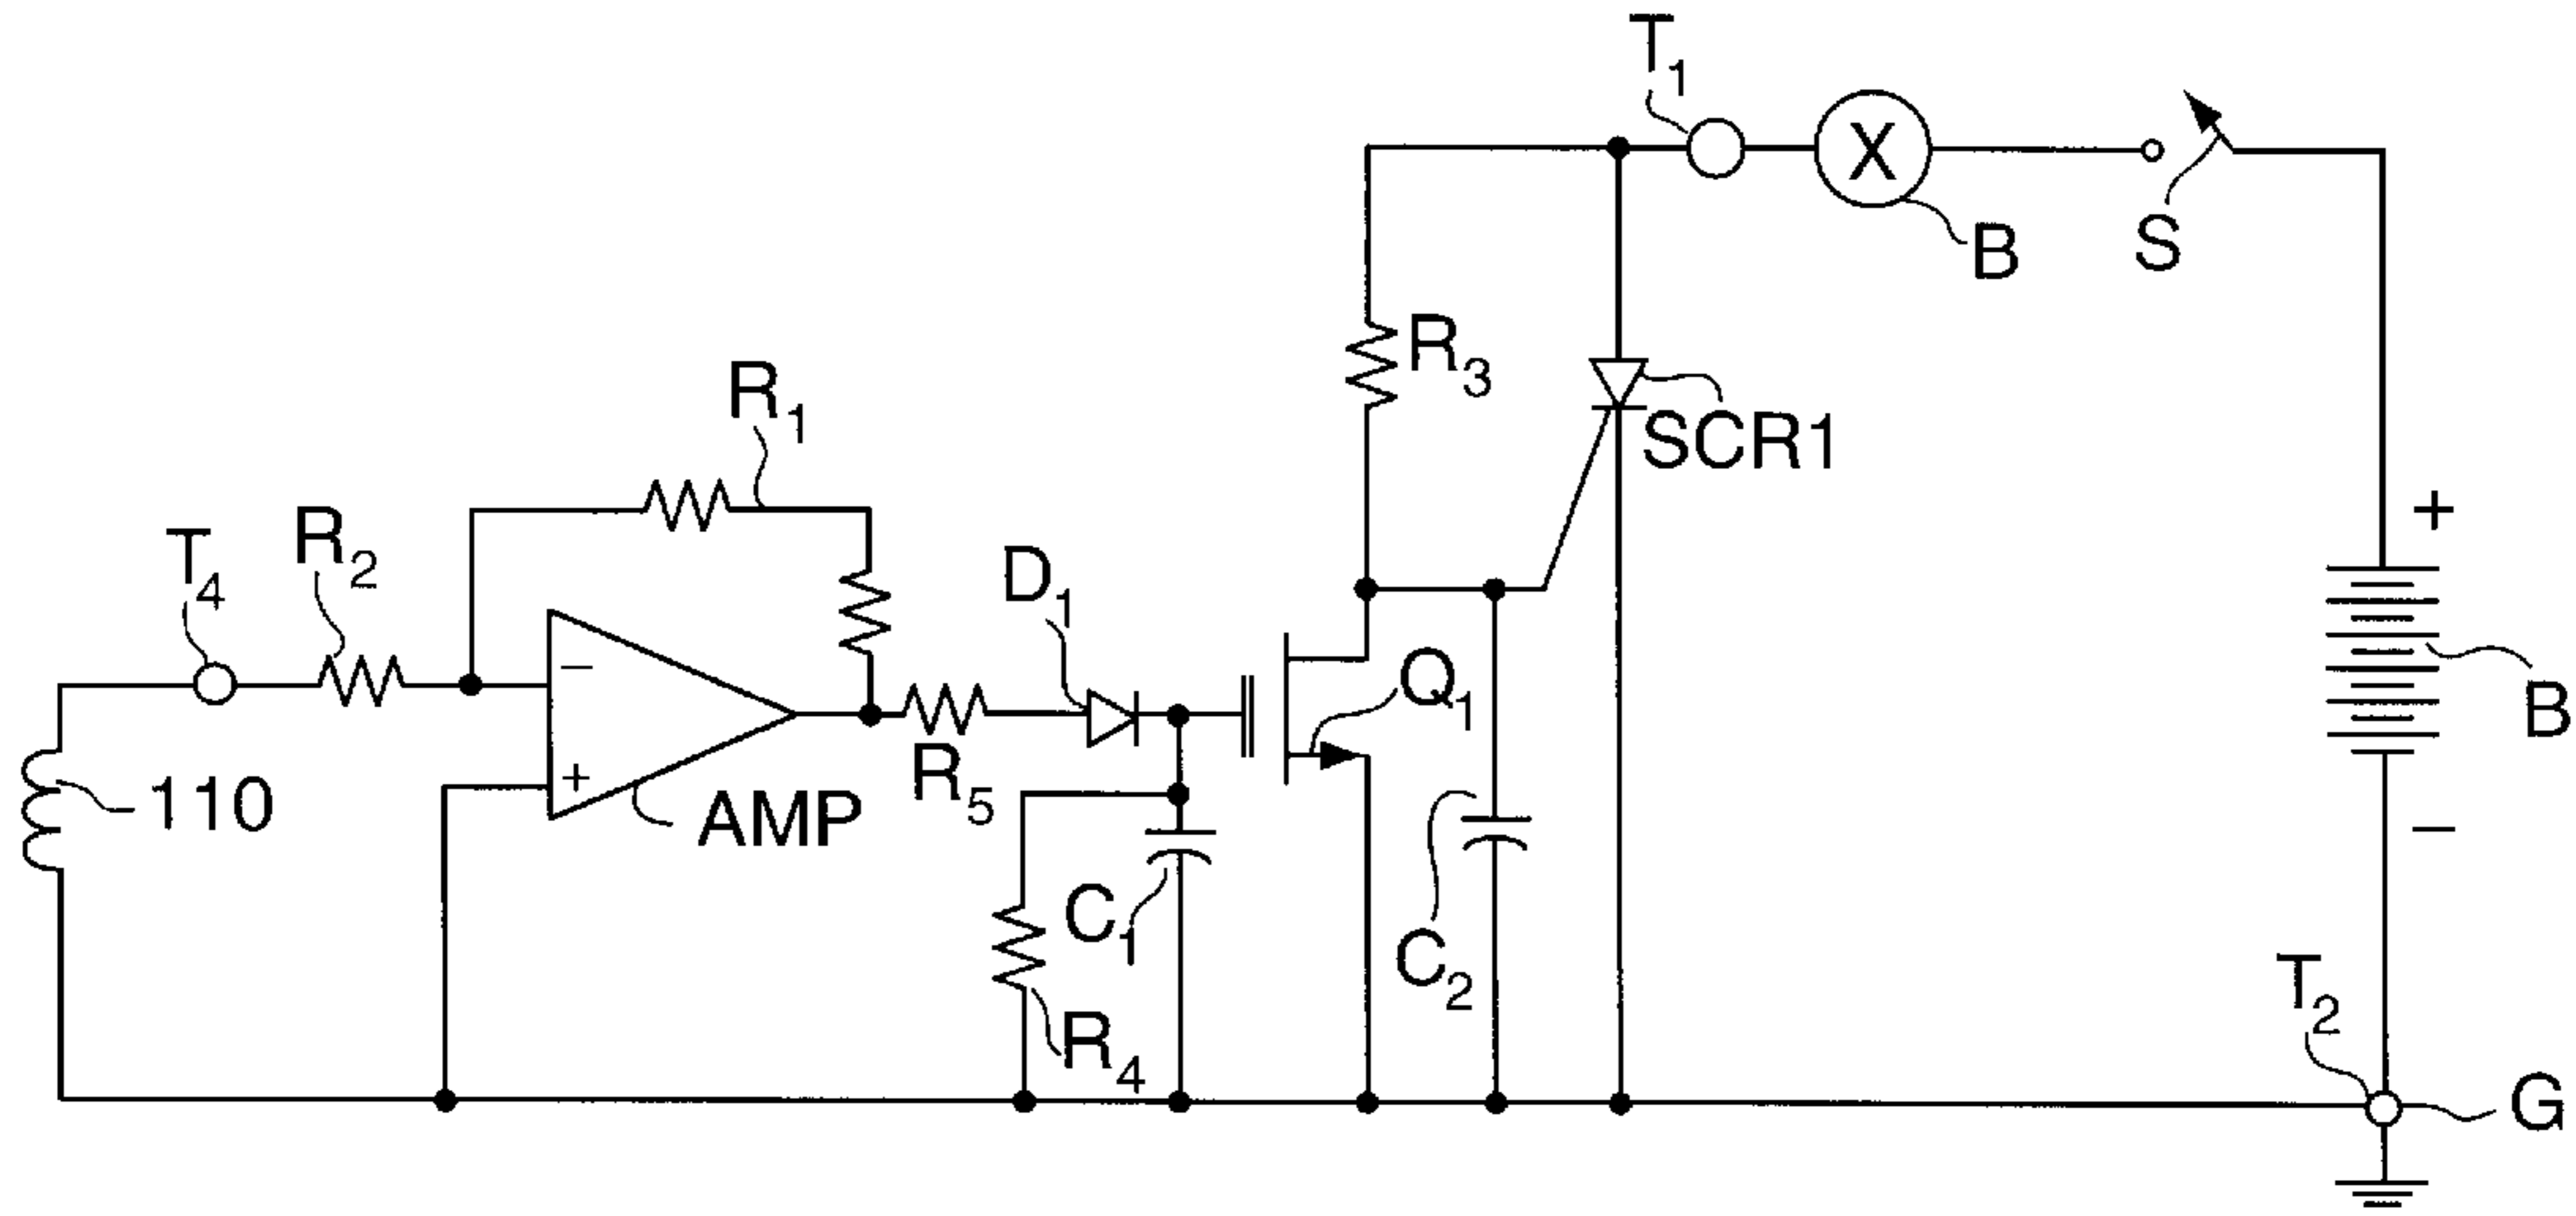 T1
X
B
S
R3
SCR1
R1
+
T4
R2
D1
−
Q1
B
110
+
AMP
R5
−
C1
C2
T2
R4
G